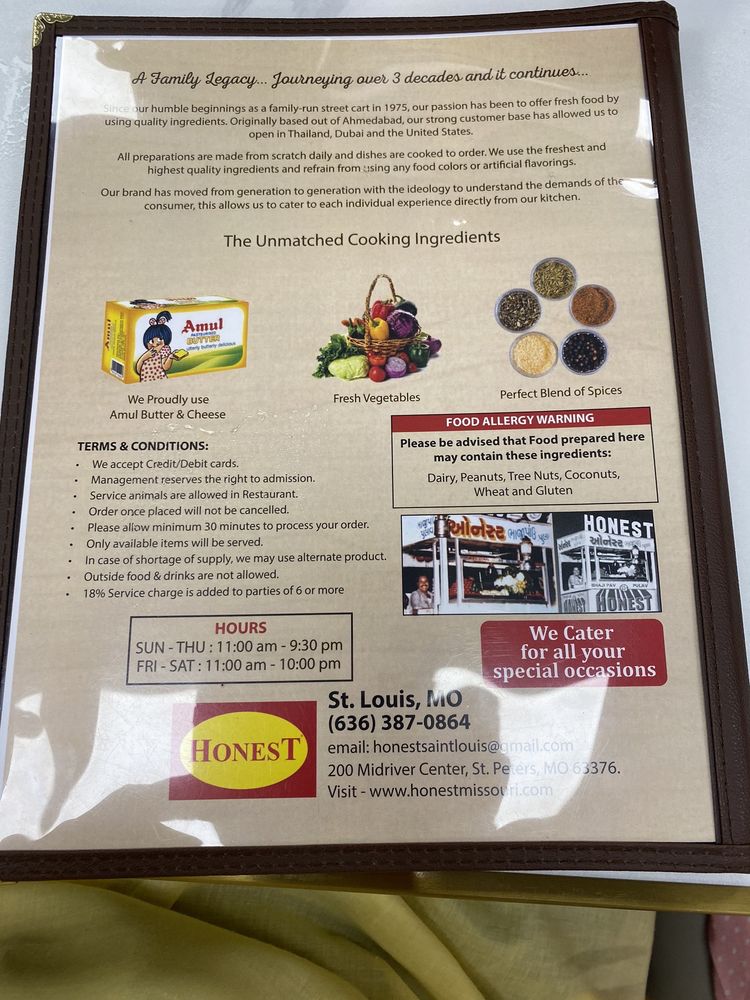 A Family Legacy... Journeying over 3 decades and it continues...
Since our humble beginnings as a family-run street cart in 1975, our passion has been to offer fresh food by
using quality ingredients. Originally based out of Ahmedabad, our strong customer base has allowed us to
open in Thailand, Dubai and the United States.
All preparations are made from scratch daily and dishes are cooked to order. We use the freshest and
highest quality ingredients and refrain from using any food colors or artificial flavorings.
Our brand has moved from generation to generation with the ideology to understand the demands of the
consumer, this allows us to cater to each individual experience directly from our kitchen.
The Unmatched Cooking Ingredients
Amul
Amul
PASTEURISED
BUTTER
utterly butterly delicious
We Proudly use
Amul Butter & Cheese
Fresh Vegetables
Perfect Blend of Spices
FOOD ALLERGY WARNING
Please be advised that Food prepared here
may contain these ingredients:
Dairy, Peanuts, Tree Nuts, Coconuts,
Wheat and Gluten
TERMS & CONDITIONS:
• We accept Credit/Debit cards.
• Management reserves the right to admission.
• Service animals are allowed in Restaurant.
• Order once placed will not be cancelled.
• Please allow minimum 30 minutes to process your order.
• Only available items will be served.
• In case of shortage of supply, we may use alternate product.
• Outside food & drinks are not allowed.
• 18% Service charge is added to parties of 6 or more
ઓનેસ્ટ
HONEST
ઓનેસ્ટ
BHAJI PAV
PULAV
HONEST
HONEST
HOURS
SUN - THU : 11:00 am - 9:30 pm
FRI - SAT : 11:00 am - 10:00 pm
We Cater
for all your
special occasions
HONEST
St. Louis, MO
(636) 387-0864
email: honestsaintlouis@gmail.com
200 Midriver Center, St. Peters, MO 63376.
Visit - www.honestmissouri.com